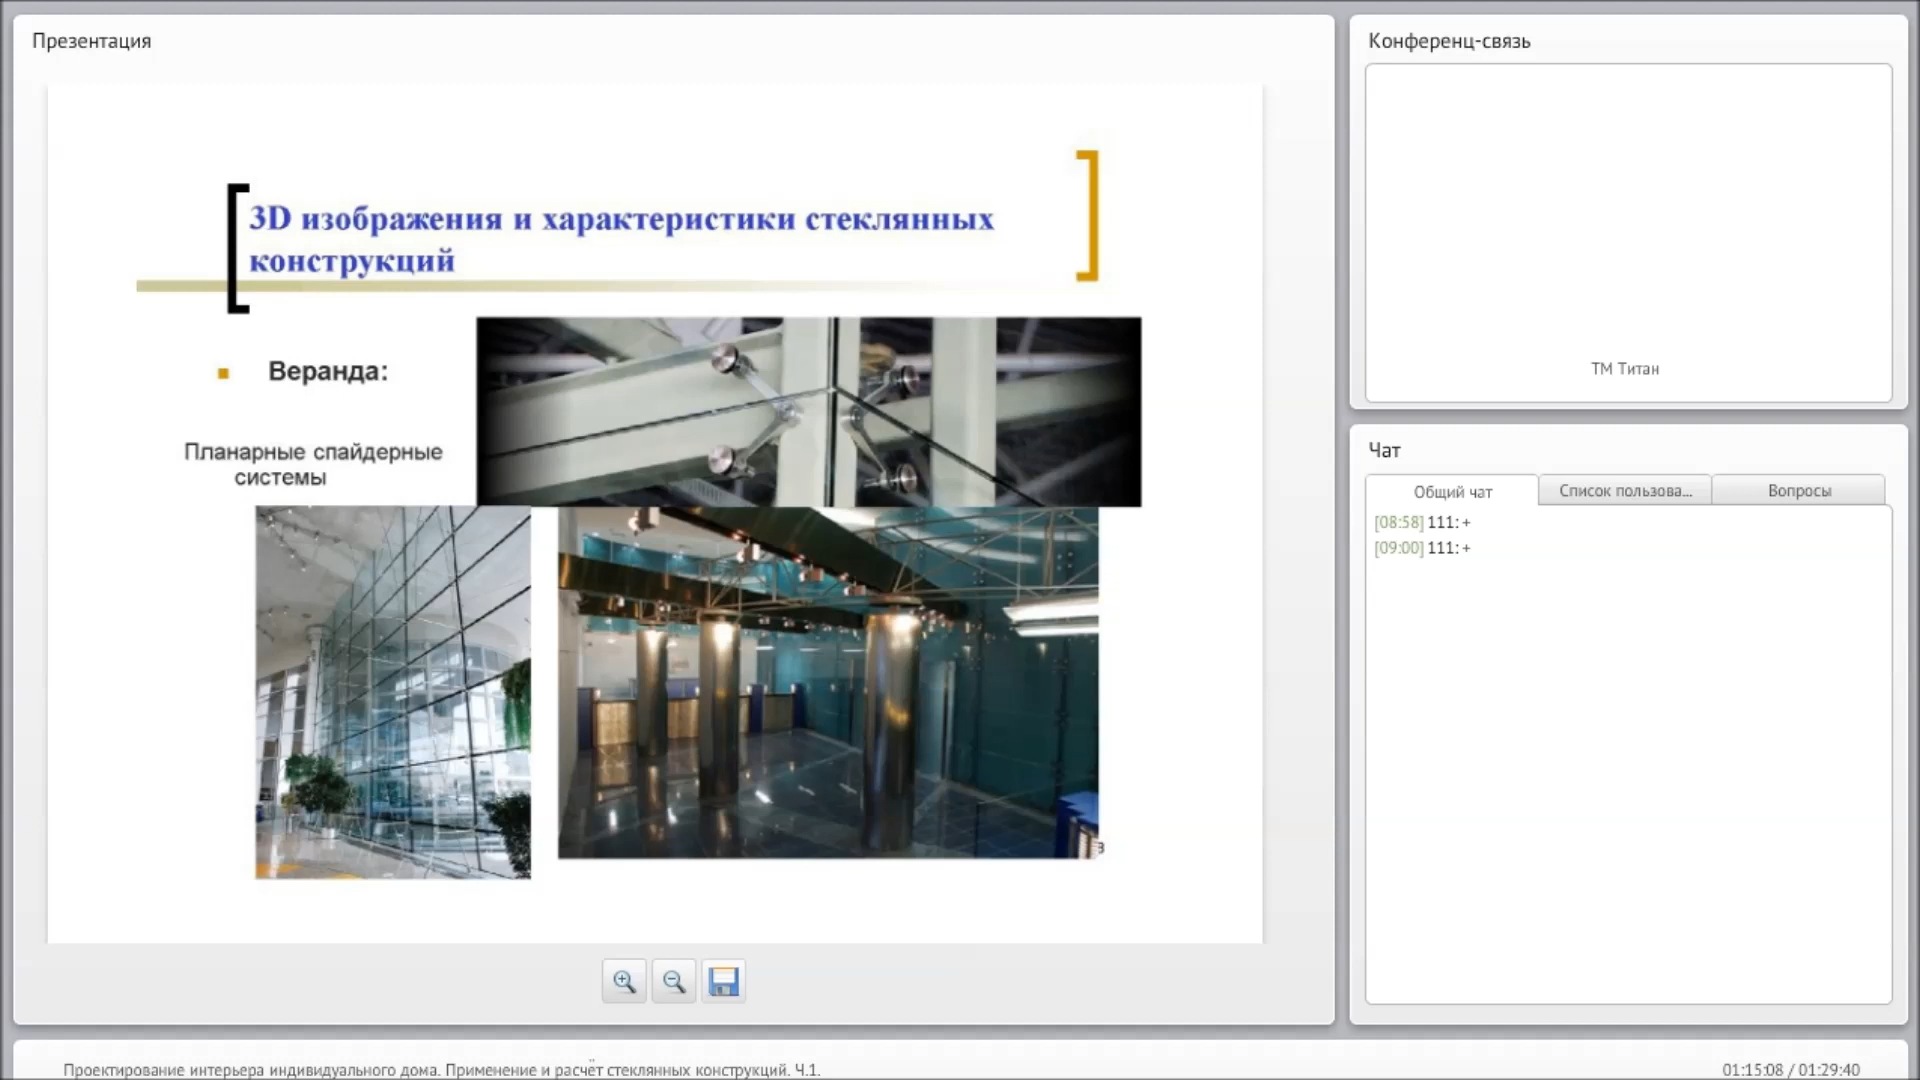 Презентация
3D изображения и характеристики стеклянных
конструкций
Веранда:
Планарные спайдерные
системы
Конференц-связь
ТМ Титан
Чат
Общий чат
Список пользова...
Вопросы
[08:58] 111: +
[09:00] 111: +
Проектирование интерьера индивидуального дома. Применение и расчёт стеклянных конструкций. Ч.1.
01:15:08 / 01:29:40